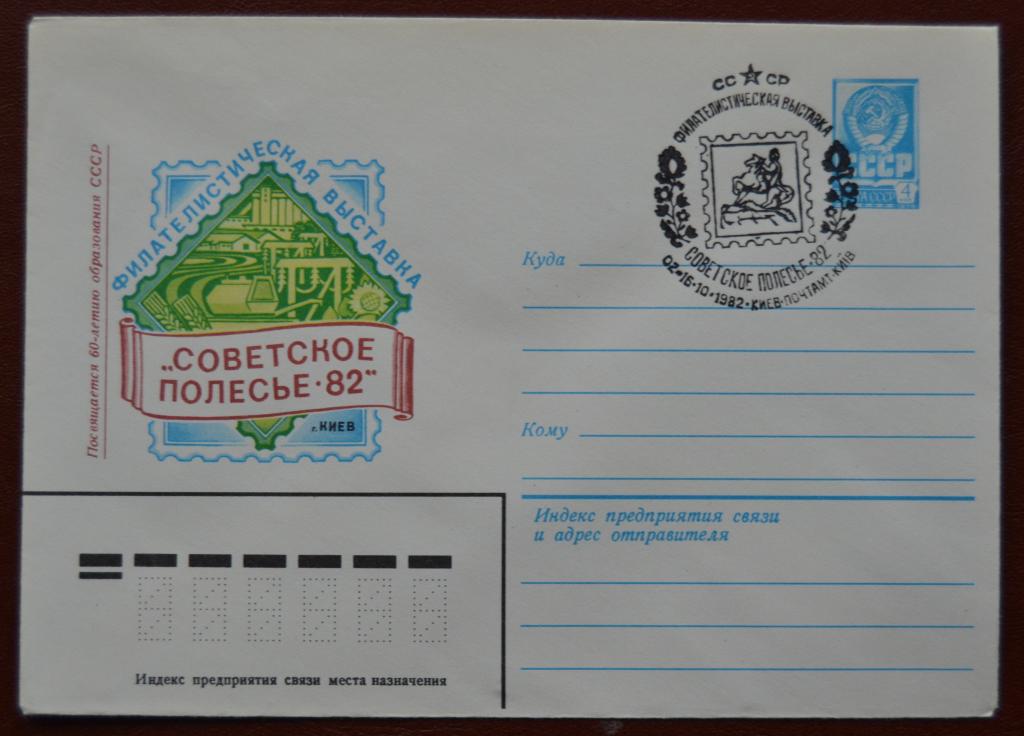 Посвящается 60-летию образования СССР
ФИЛАТЕЛИСТИЧЕСКАЯ ВЫСТАВКА
„СОВЕТСКОЕ
ПОЛЕСЬЕ·82"
г. КИЕВ
СС СР
ФИЛАТЕЛИСТИЧЕСКАЯ ВЫСТАВКА
СОВЕТСКОЕ ПОЛЕСЬЕ·82
02-16·10·1982·КИЕВ·ПОЧТАМТ·КИЇВ
СССР
СССР
4
Куда
Кому
Индекс предприятия связи
и адрес отправителя
Индекс предприятия связи места назначения